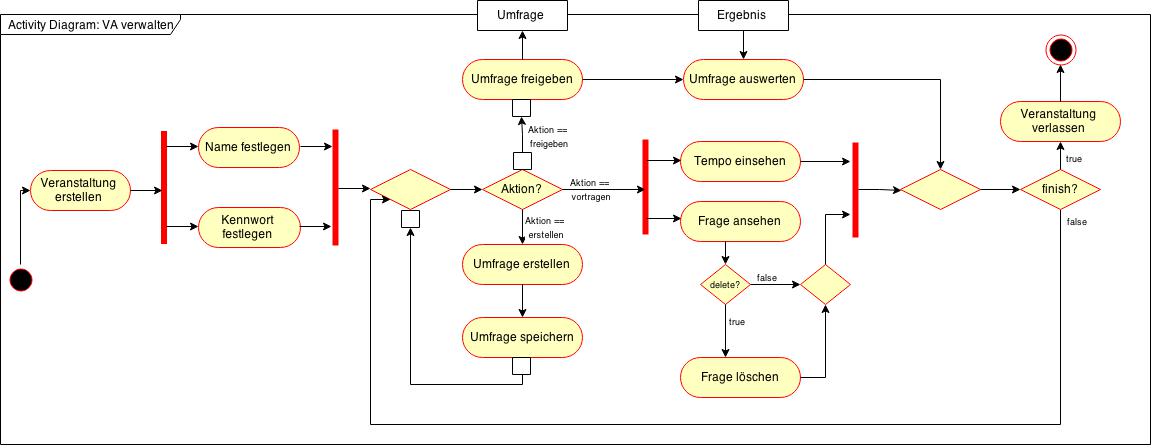 Umfrage
Ergebnis
Activity Diagram: VA verwalten
Umfrage freigeben
Umfrage auswerten
Veranstaltung
verlassen
Aktion ==
freigeben
true
Name festlegen
Tempo einsehen
Veranstaltung
erstellen
Aktion?
Aktion ==
vortragen
finish?
false
Kennwort
festlegen
Aktion ==
erstellen
Frage ansehen
Umfrage erstellen
delete?
false
true
Umfrage speichern
Frage löschen